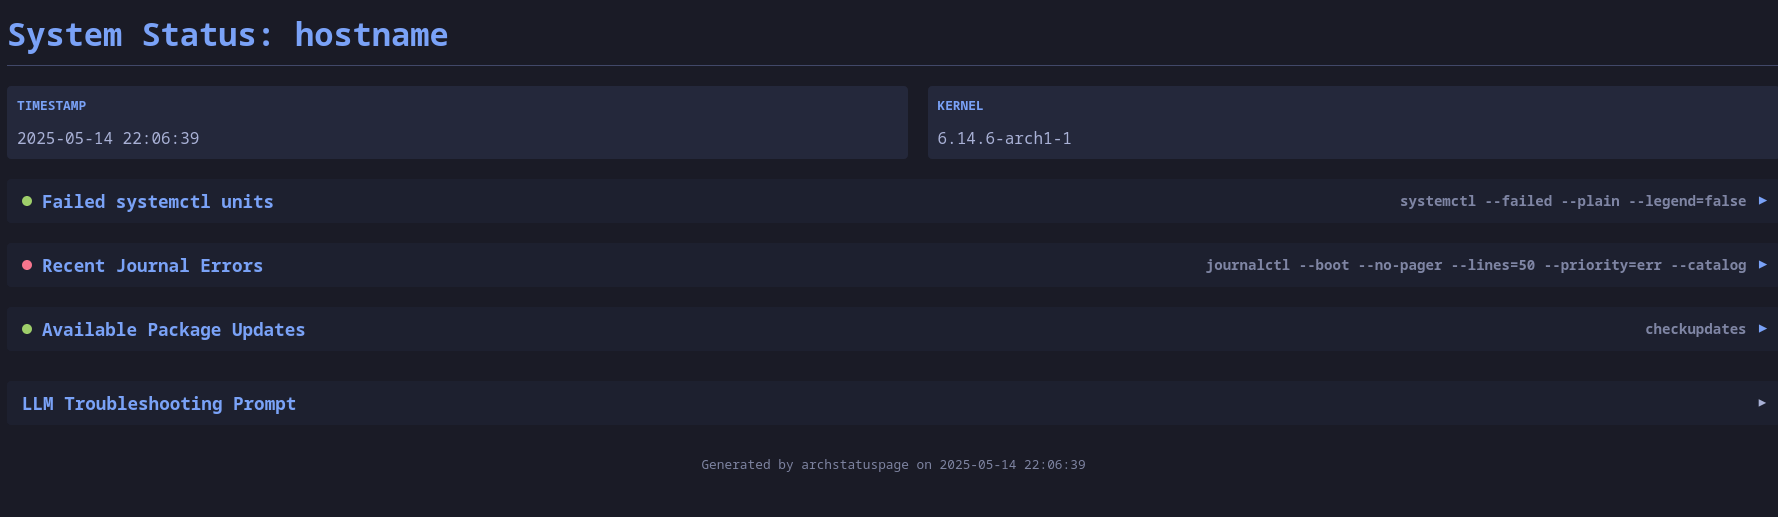 System Status: hostname
TIMESTAMP
2025-05-14 22:06:39
KERNEL
6.14.6-arch1-1
Failed systemctl units
systemctl --failed --plain --legend=false
Recent Journal Errors
journalctl --boot --no-pager --lines=50 --priority=err --catalog
Available Package Updates
checkupdates
LLM Troubleshooting Prompt
Generated by archstatuspage on 2025-05-14 22:06:39